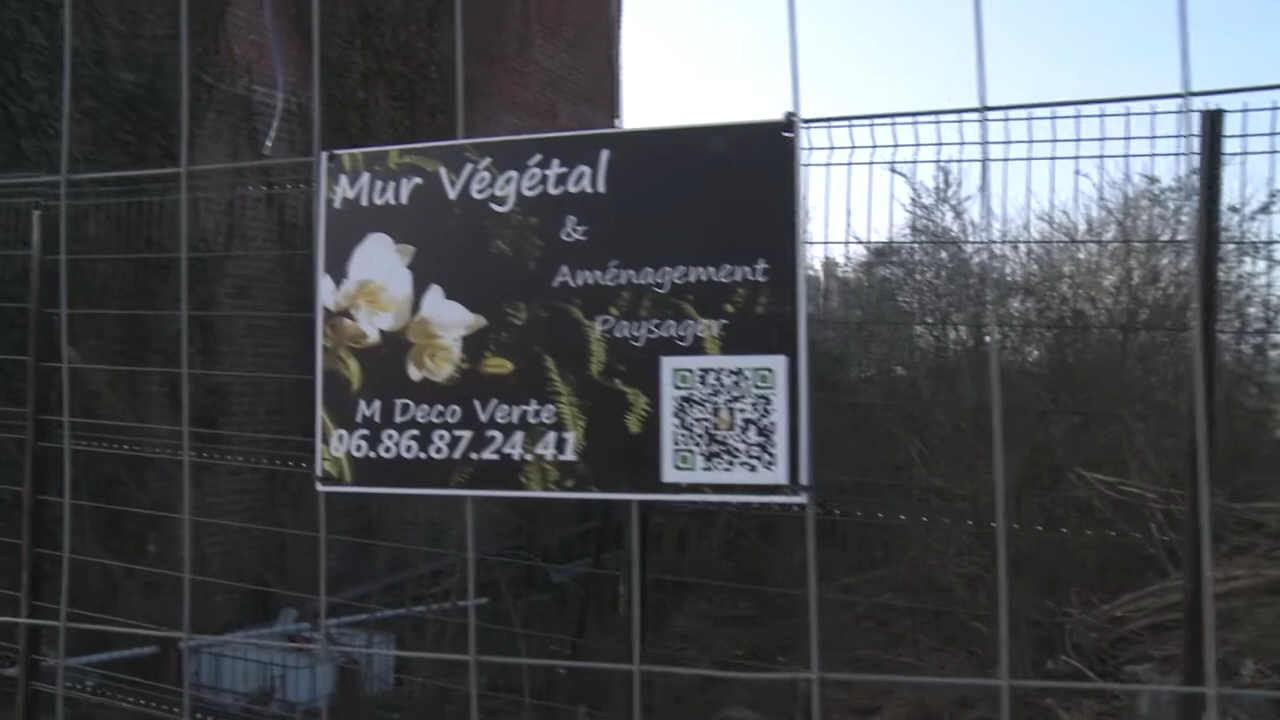 Mur Végétal
&
Aménagement
Paysager
M Deco Verte
06.86.87.24.41